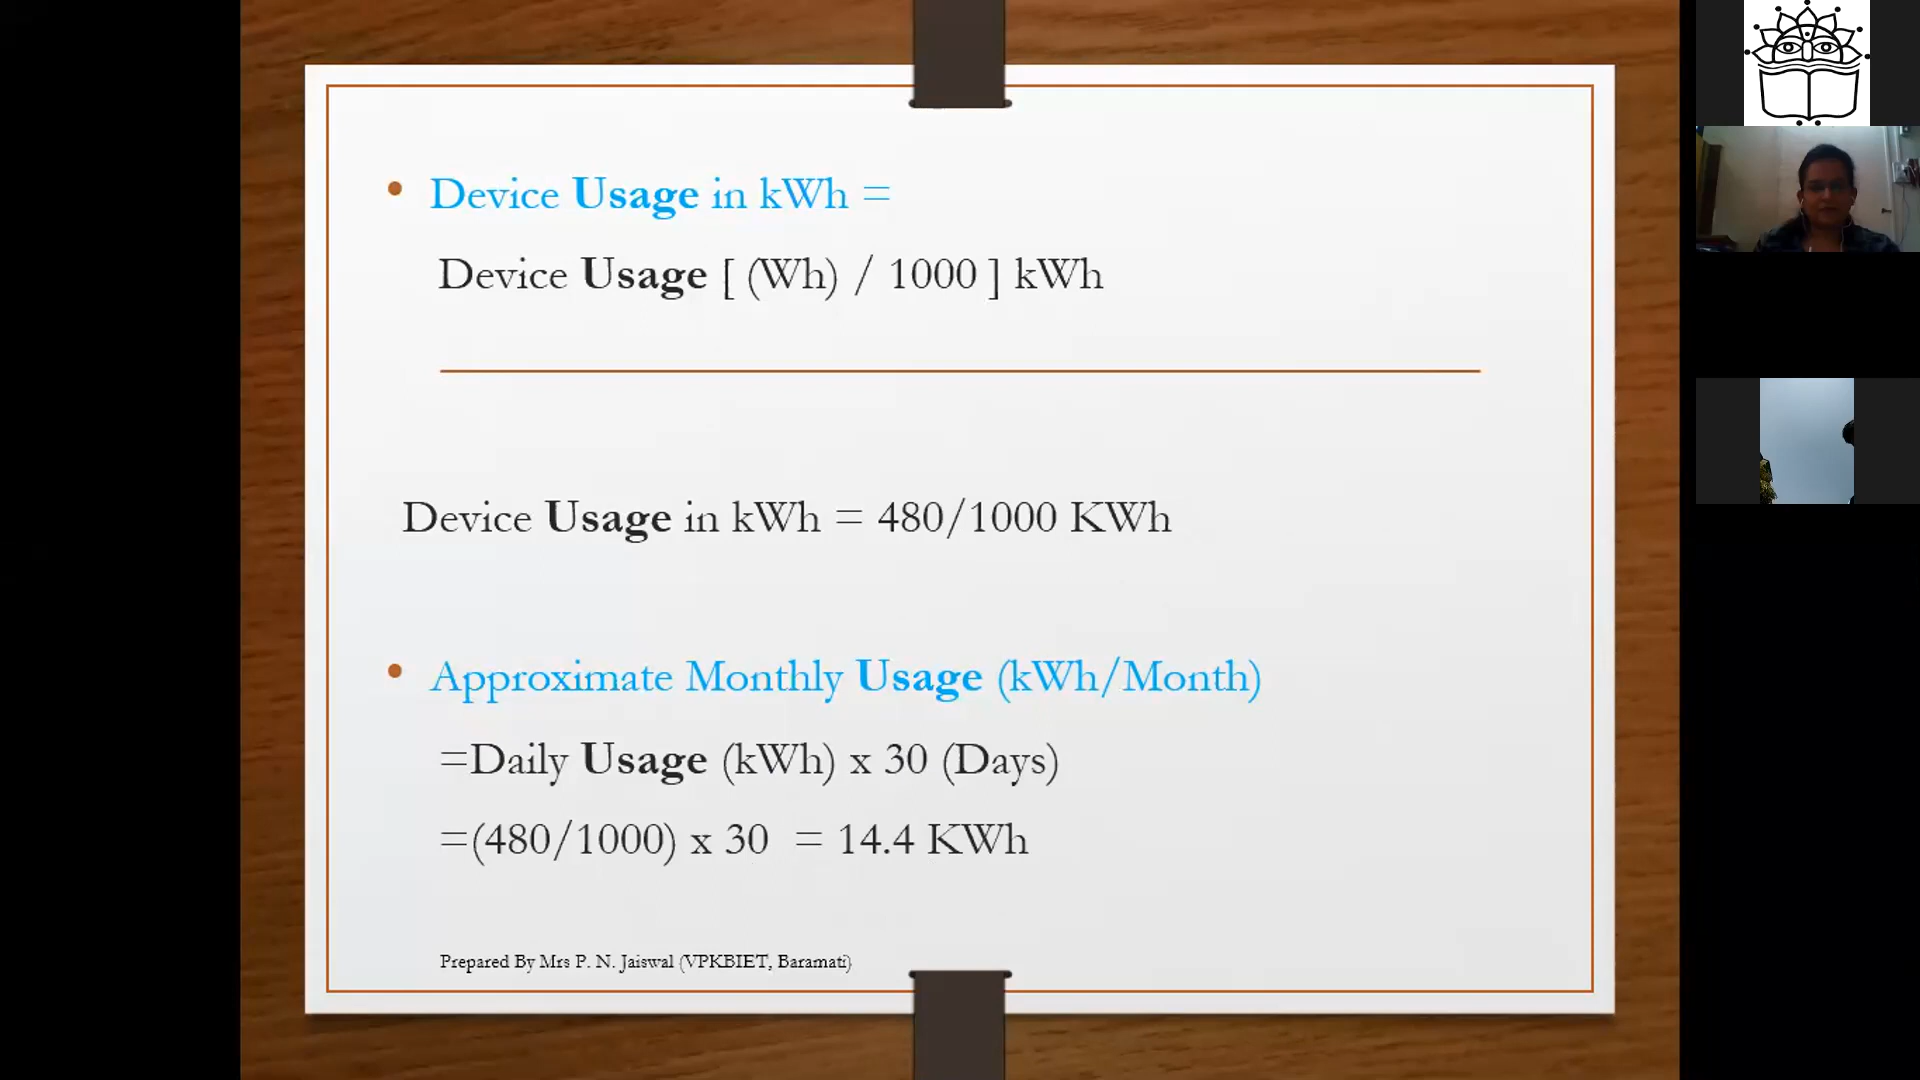 Device Usage in kWh =
Device Usage [ (Wh) / 1000 ] kWh
Device Usage in kWh = 480/1000 KWh
Approximate Monthly Usage (kWh/Month)
=Daily Usage (kWh) x 30 (Days)
=(480/1000) x 30 = 14.4 KWh
Prepared By Mrs P. N. Jaiswal (VPKBIET, Baramati)